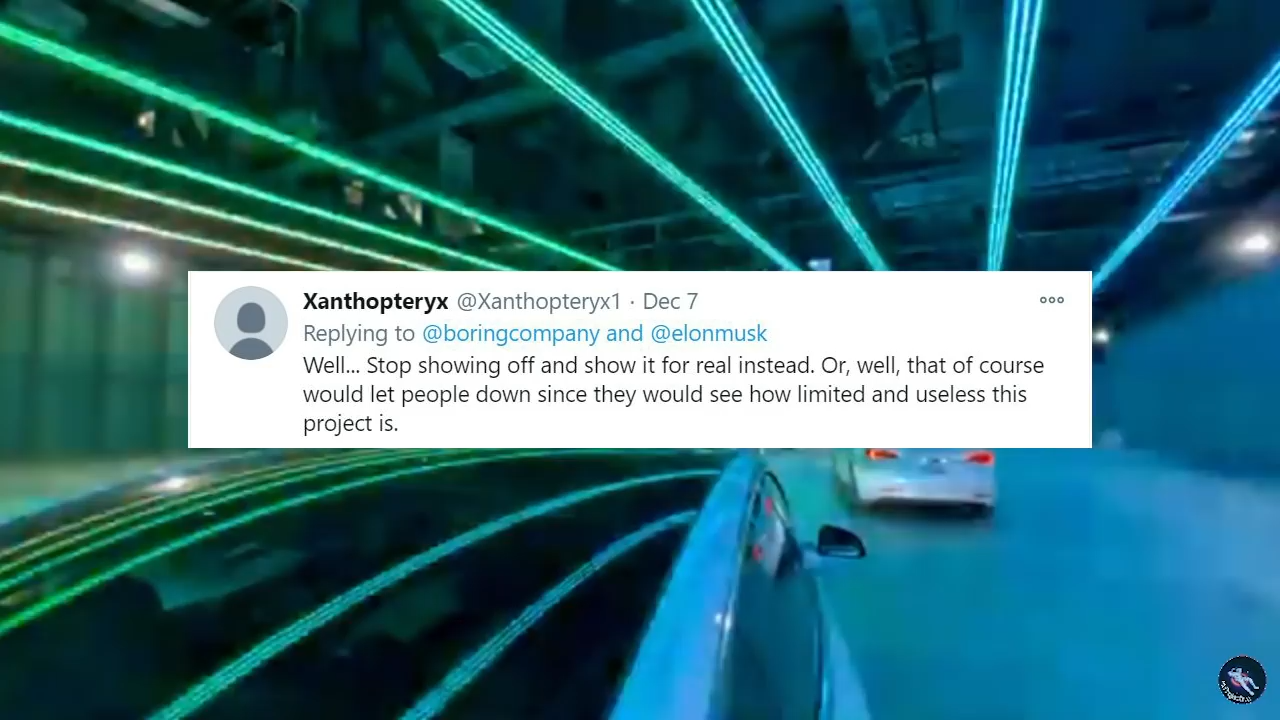 Xanthopteryx @Xanthopteryx1 · Dec 7
Replying to @boringcompany and @elonmusk
Well... Stop showing off and show it for real instead. Or, well, that of course
would let people down since they would see how limited and useless this
project is.